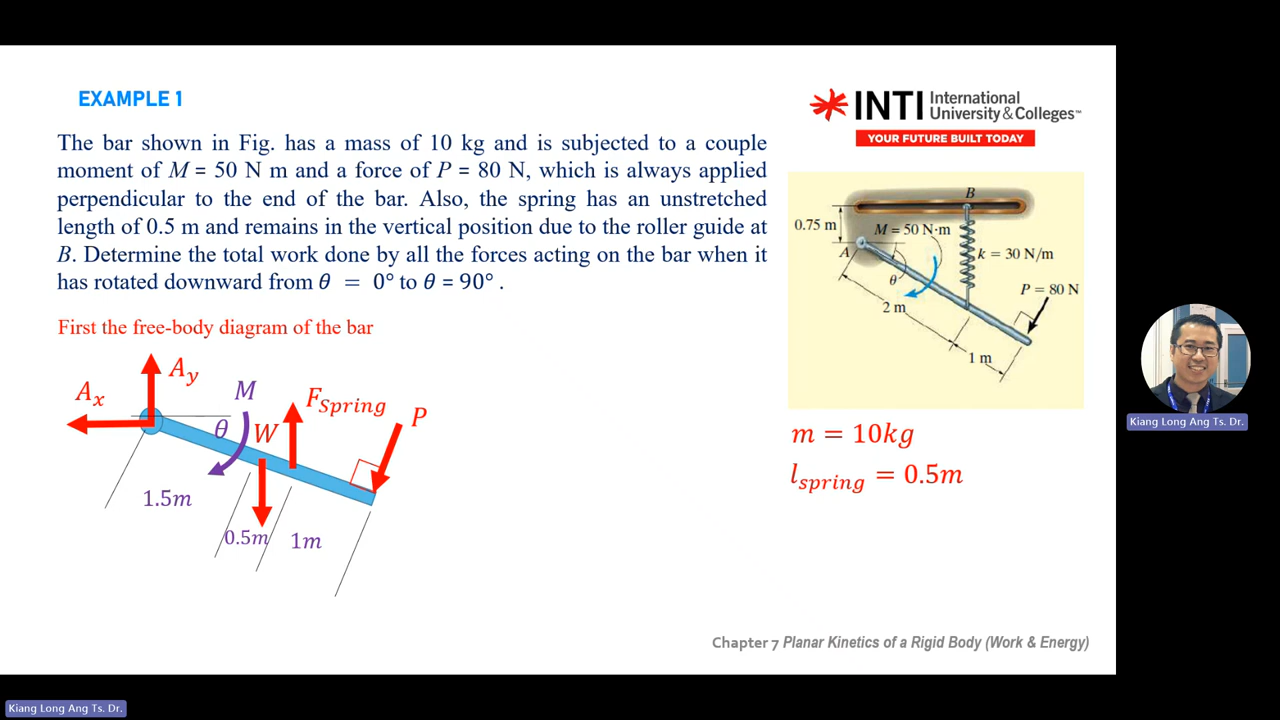 EXAMPLE 1
INTI International University & Colleges™
YOUR FUTURE BUILT TODAY
The bar shown in Fig. has a mass of 10 kg and is subjected to a couple
moment of M = 50 N m and a force of P = 80 N, which is always applied
perpendicular to the end of the bar. Also, the spring has an unstretched
length of 0.5 m and remains in the vertical position due to the roller guide at
B. Determine the total work done by all the forces acting on the bar when it
has rotated downward from θ = 0° to θ = 90° .
First the free-body diagram of the bar
A_x
A_y
M
θ
W
F_Spring
P
1.5m
0.5m
1m
B
0.75 m
M = 50 N·m
A
k = 30 N/m
θ
P = 80 N
2 m
1 m
m = 10kg
l_spring = 0.5m
Chapter 7 Planar Kinetics of a Rigid Body (Work & Energy)
Kiang Long Ang Ts. Dr.
Kiang Long Ang Ts. Dr.